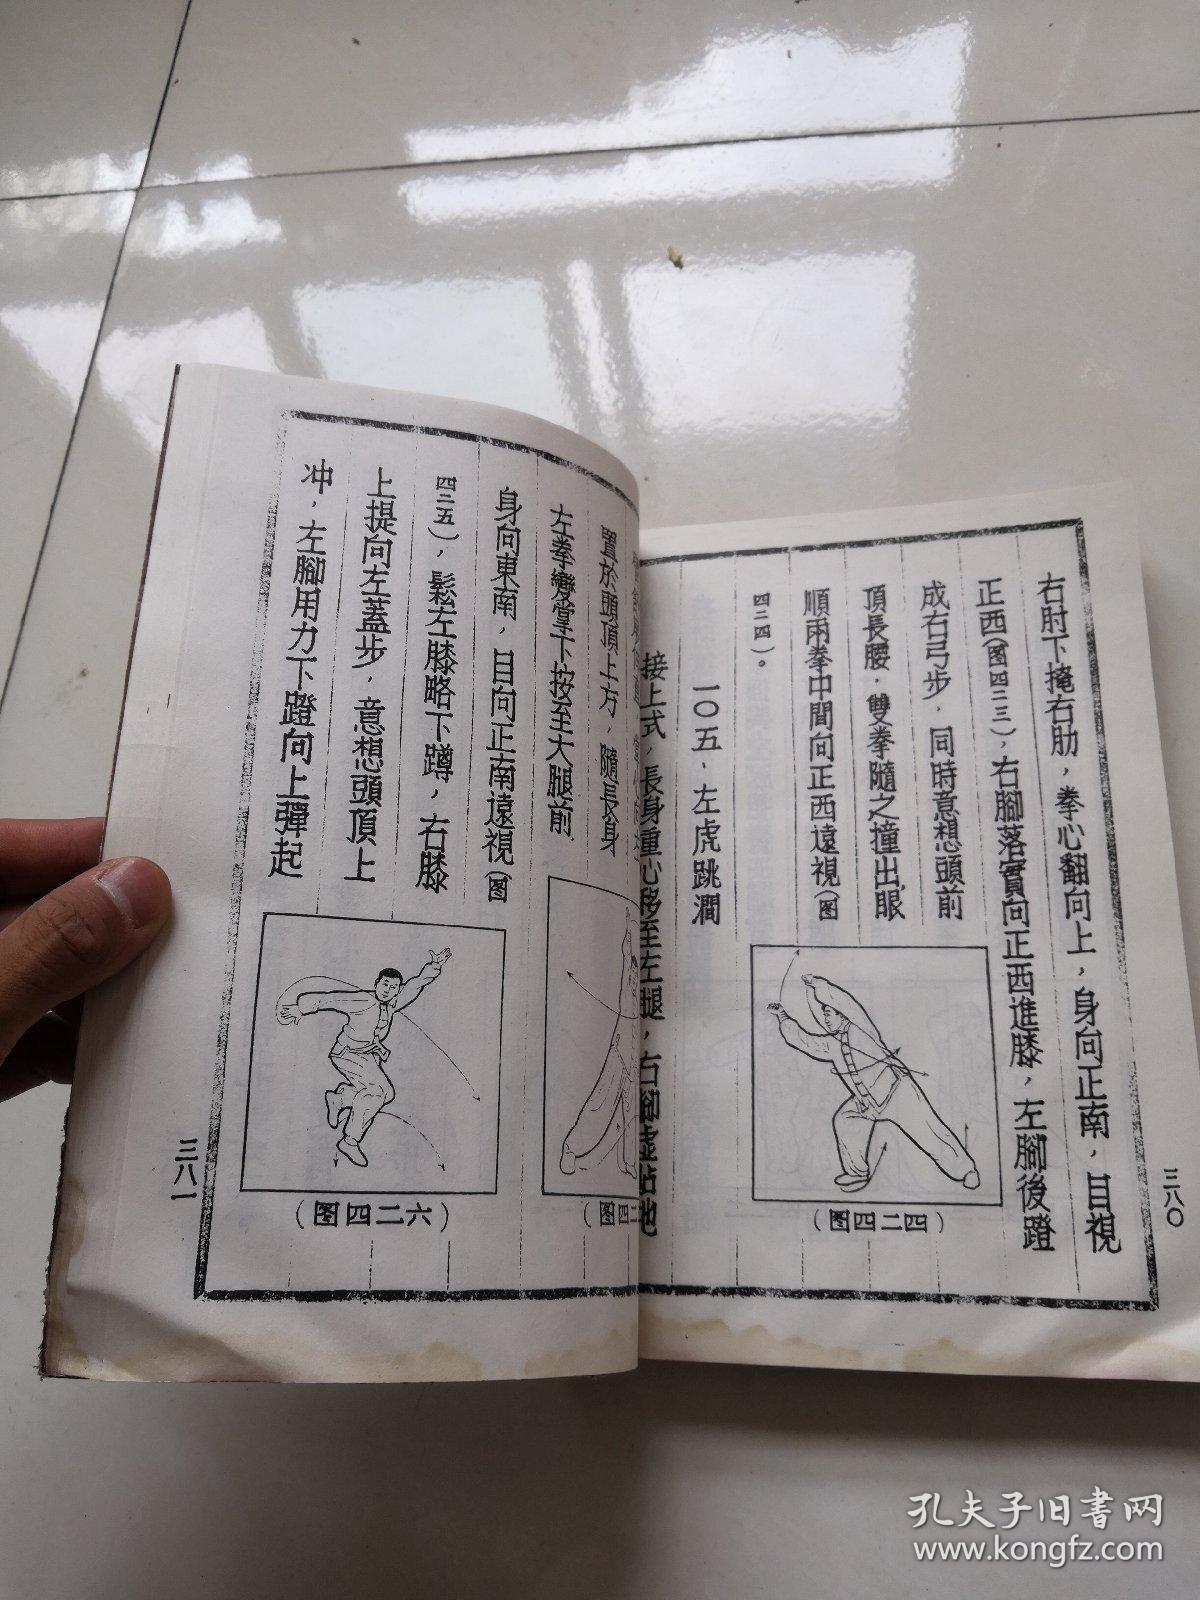 右肘下掩右肋，拳心翻向上，身向正南，目視
正西（图四二三），右腳落實向正西進膝，左腳後蹬
成右弓步，同時意想頭前
頂長腰，雙拳隨之撞出，眼
順兩拳中間向正西遠視（图
四二四）。
一〇五、左虎跳澗
接上式，長身重心移至左腿，右腳虛點地
（图四二四）
三八〇
置於頭頂上方，隨長身
左拳變掌下按至大腿前，
身向東南，目向正南遠視（图
四二五），鬆左膝略下蹲，右膝
上提向左蓋步，意想頭頂上
冲，左腳用力下蹬向上彈起
（图四二
（图四二六）
三八一
孔夫子旧书网
www.kongfz.com